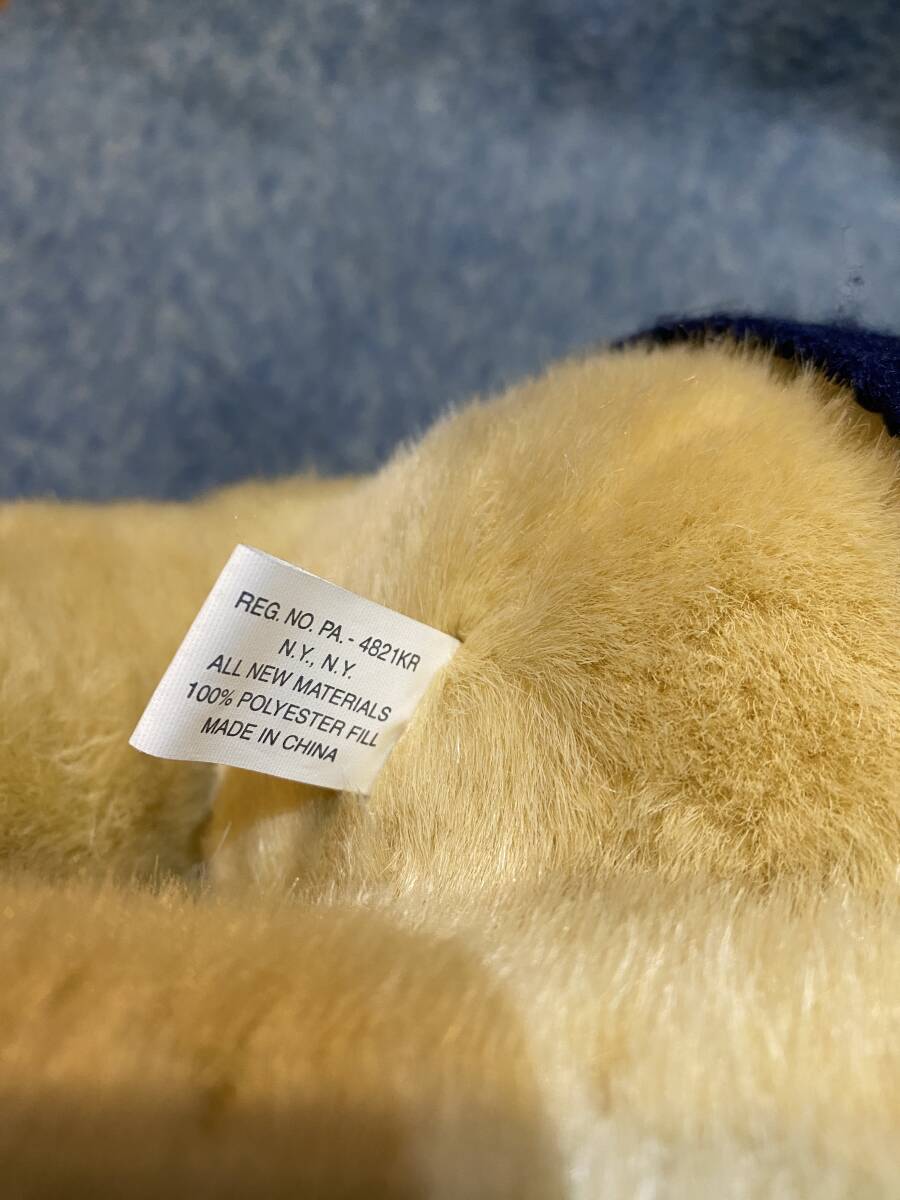 REG. NO. PA. - 4821KR
N.Y., N.Y.
ALL NEW MATERIALS
100% POLYESTER FILL
MADE IN CHINA